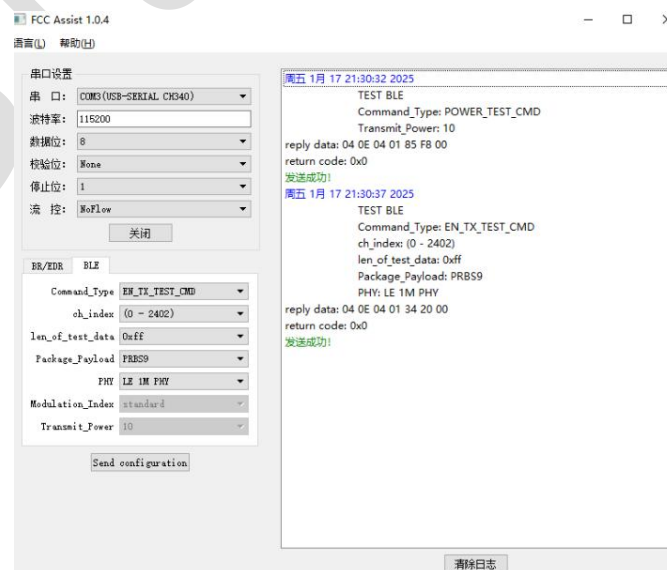 FCC Assist 1.0.4
语言(L) 帮助(H)
串口设置
串 口: COM3(USB-SERIAL CH340)
波特率: 115200
数据位: 8
校验位: None
停止位: 1
流 控: NoFlow
关闭
BR/EDR BLE
Command_Type EN_TX_TEST_CMD
ch_index (0 - 2402)
len_of_test_data 0xff
Package_Payload PRBS9
PHY LE 1M PHY
Modulation_Index standard
Transmit_Power 10
Send configuration
周五 1月 17 21:30:32 2025
TEST BLE
Command_Type: POWER_TEST_CMD
Transmit_Power: 10
reply data: 04 0E 04 01 85 F8 00
return code: 0x0
发送成功!
周五 1月 17 21:30:37 2025
TEST BLE
Command_Type: EN_TX_TEST_CMD
ch_index: (0 - 2402)
len_of_test_data: 0xff
Package_Payload: PRBS9
PHY: LE 1M PHY
reply data: 04 0E 04 01 34 20 00
return code: 0x0
发送成功!
清除日志